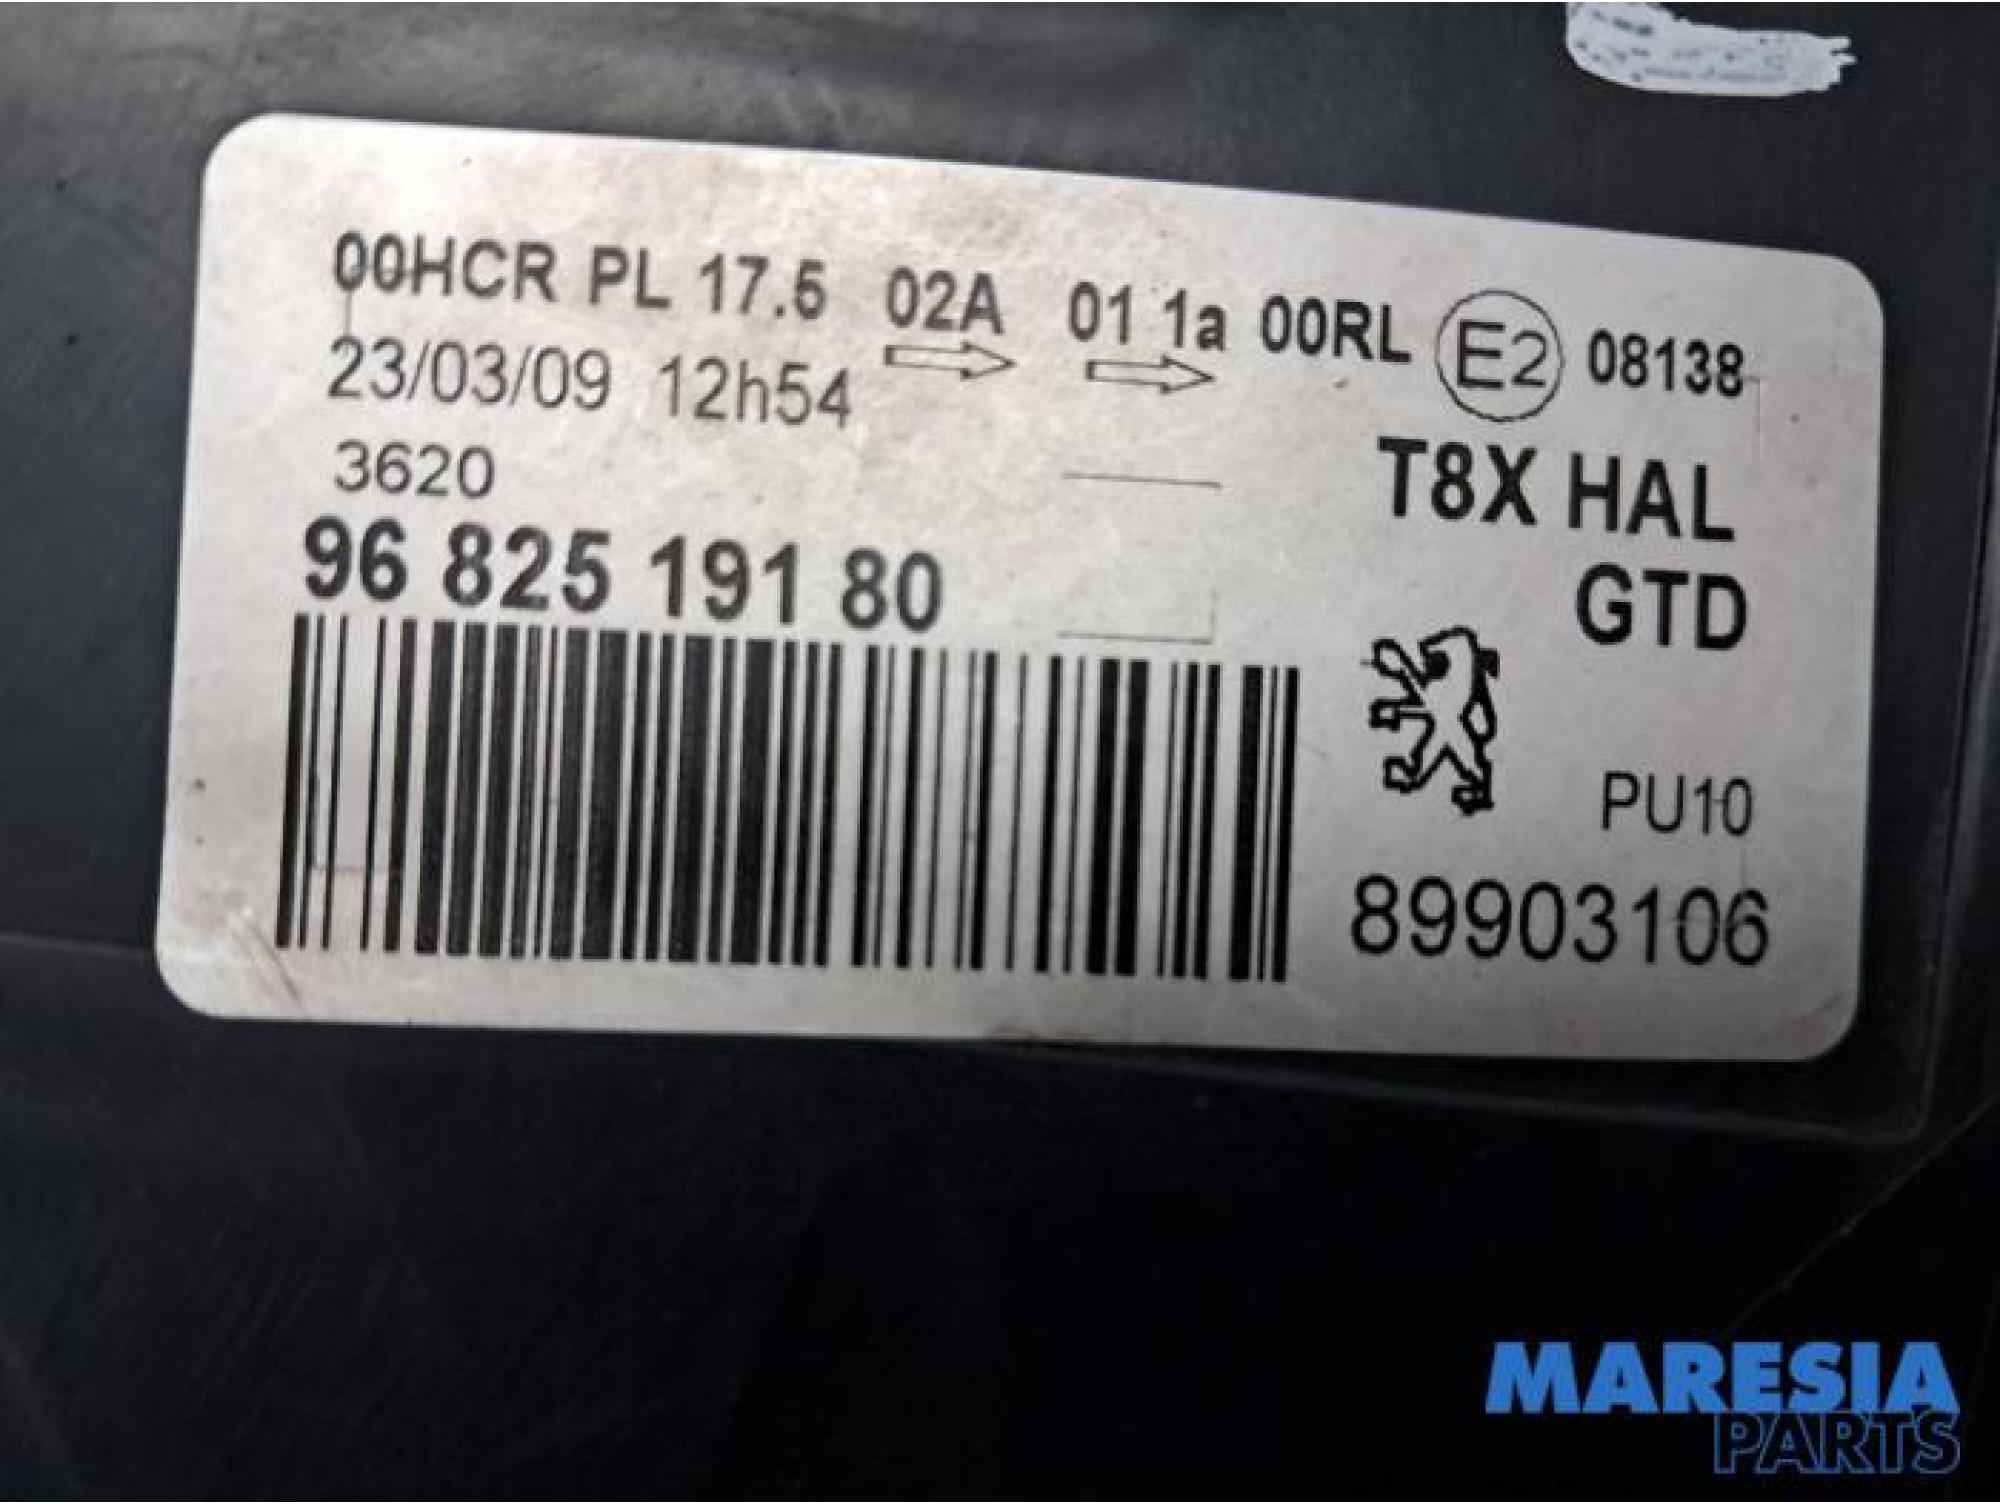 00HCR PL 17.5 02A 01 1a 00RL E2 08138
23/03/09 12h54
3620
T8X HAL
96 825 191 80
GTD
PU10
89903106
MARESIA
PARTS